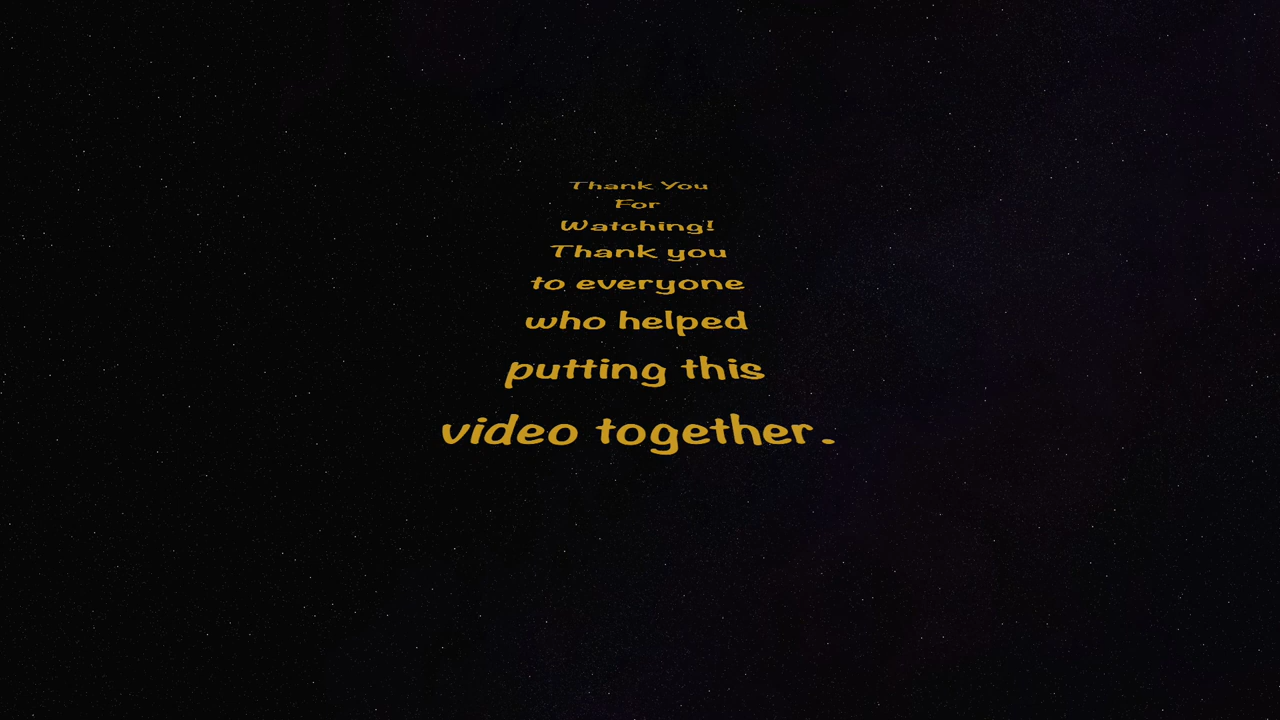 Thank You
For
Watching!
Thank you
to everyone
who helped
putting this
video together.